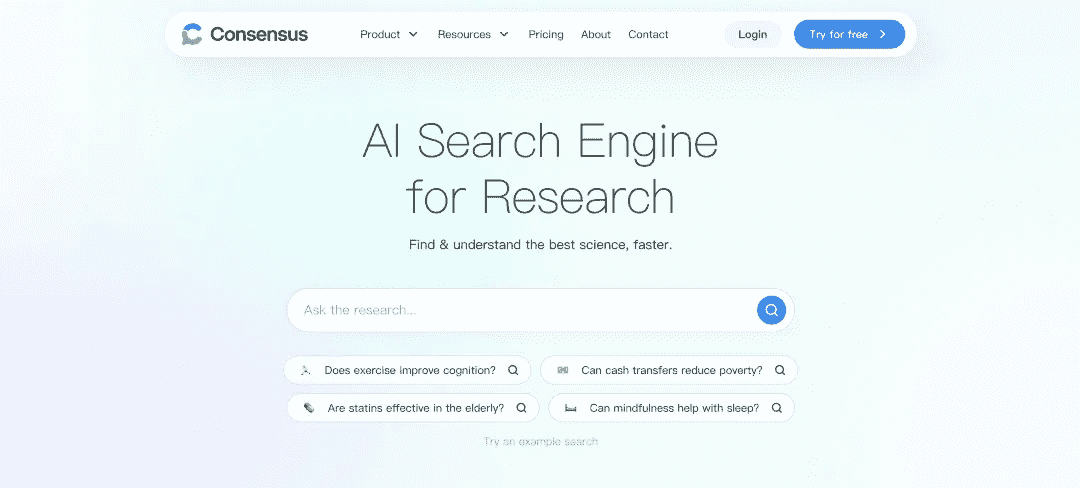 Consensus Product Resources Pricing About Contact Login Try for free
AI Search Engine
for Research
Find & understand the best science, faster.
Ask the research...
Does exercise improve cognition? Can cash transfers reduce poverty?
Are statins effective in the elderly? Can mindfulness help with sleep?
Try an example search